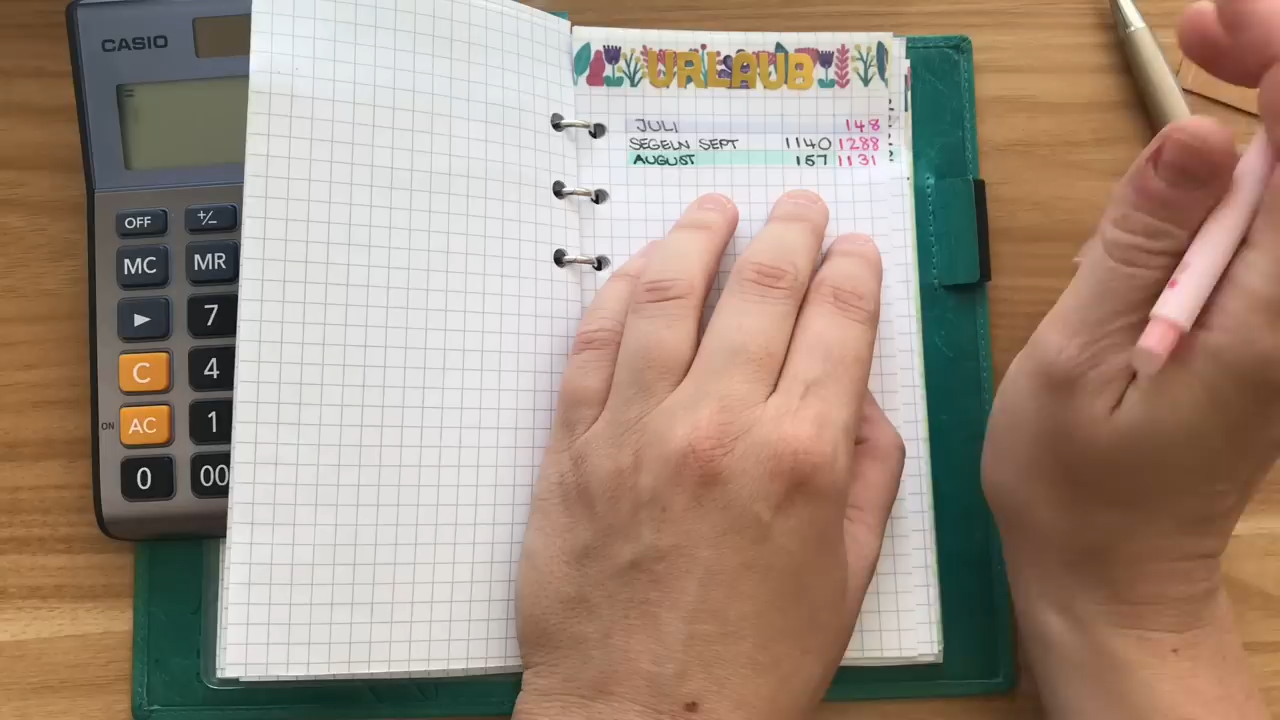 CASIO
OFF
+/−
MC
MR
7
C
4
ON
AC
1
0
00
URLAUB
JULI 148
SEGELN SEPT 1140 1288
AUGUST 157 1131